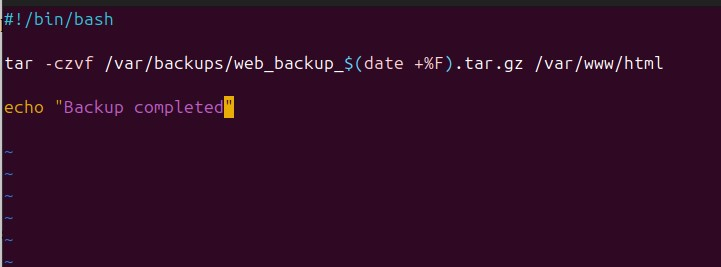 #!/bin/bash
tar -czvf /var/backups/web_backup_$(date +%F).tar.gz /var/www/html
echo "Backup completed"
~
~
~
~
~
~